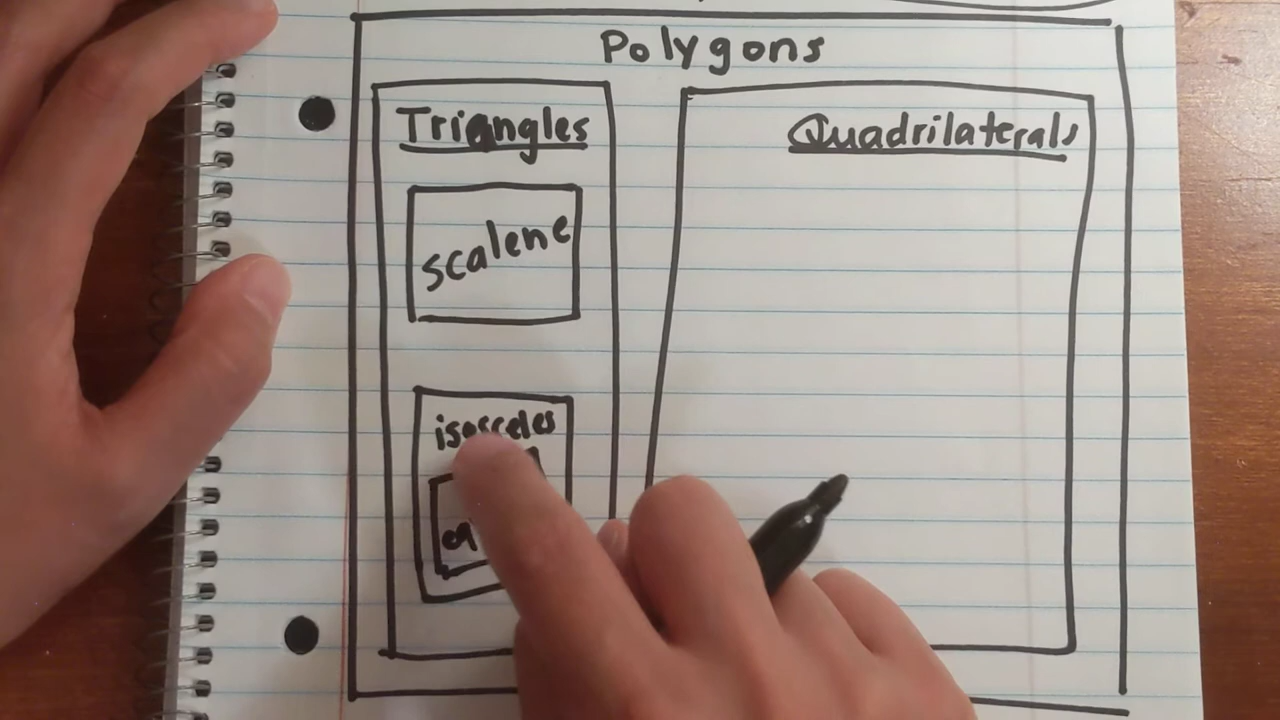 Polygons
Triangles
Quadrilaterals
scalene
isosceles